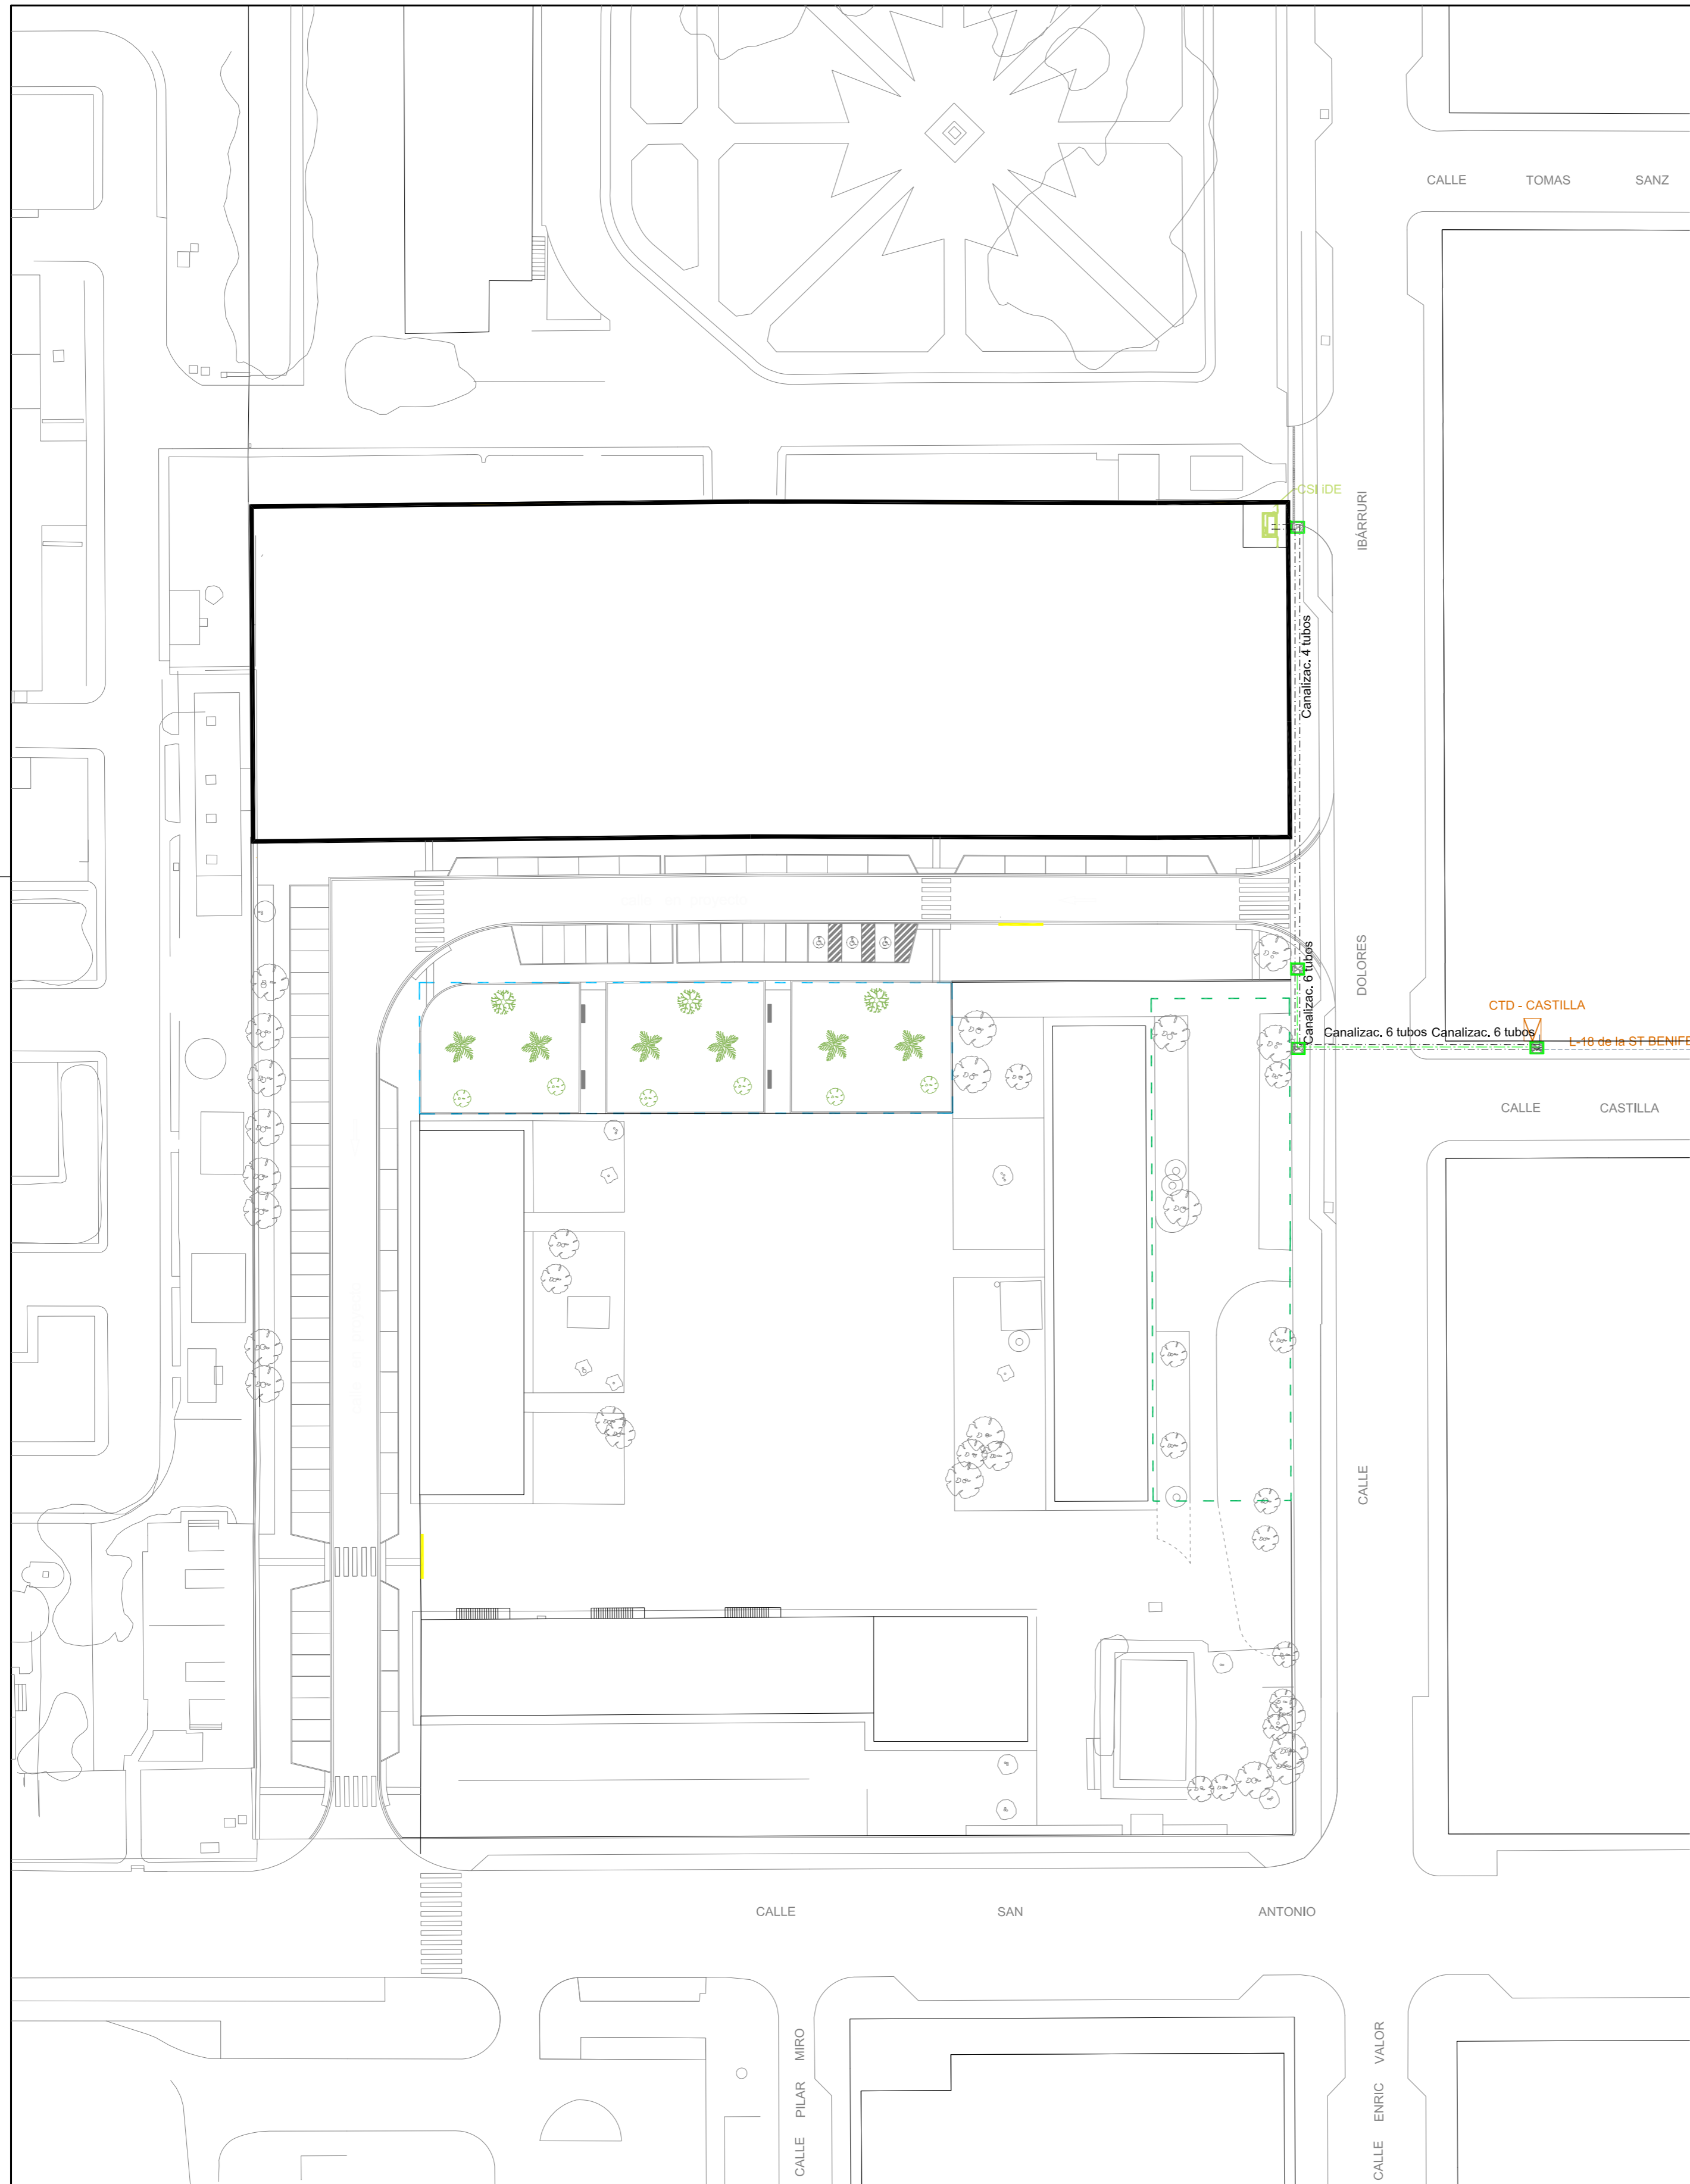 CALLE TOMAS SANZ
CSI iDE
IBÁRRURI
Canalizac. 4 tubos
DOLORES
Canalizac. 6 tubos
CTD - CASTILLA
Canalizac. 6 tubos Canalizac. 6 tubos
L-18 de la ST BENIFE
CALLE CASTILLA
CALLE
CALLE SAN ANTONIO
CALLE PILAR MIRO
CALLE ENRIC VALOR